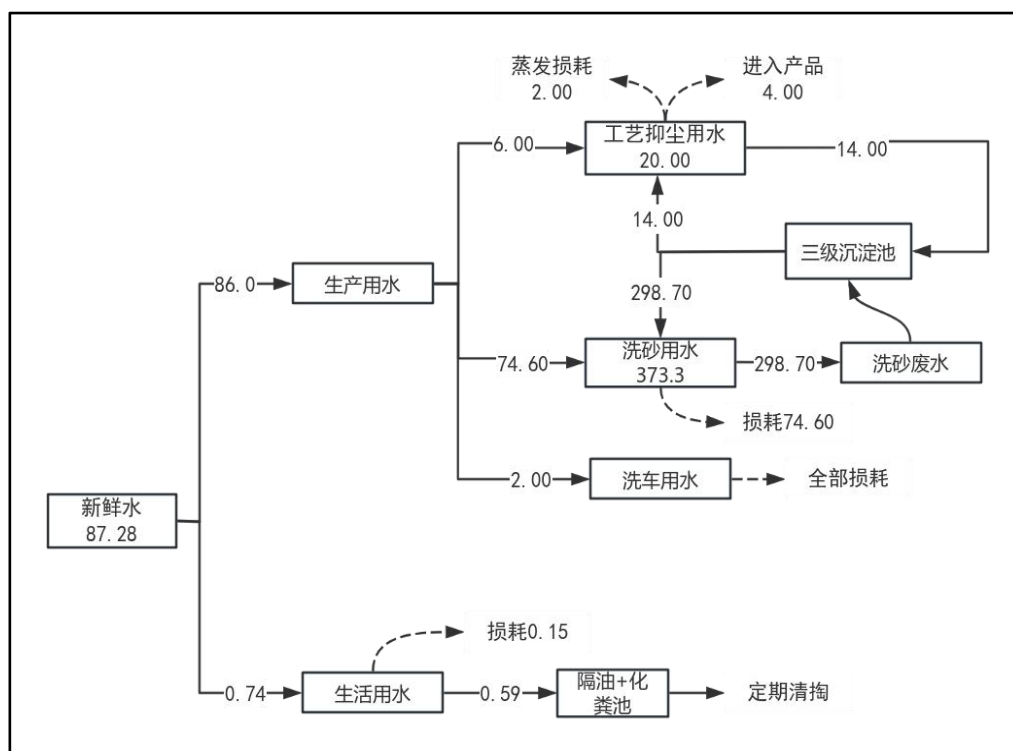 蒸发损耗
2.00
进入产品
4.00
6.00
工艺抑尘用水
20.00
14.00
14.00
三级沉淀池
86.0
生产用水
298.70
74.60
洗砂用水
373.3
298.70
洗砂废水
损耗74.60
2.00
洗车用水
全部损耗
新鲜水
87.28
损耗0.15
0.74
生活用水
0.59
隔油+化
粪池
定期清掏